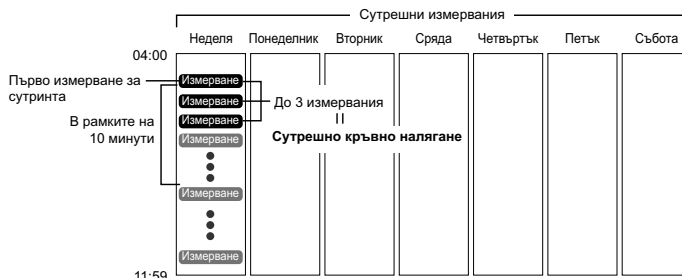 Сутрешни измервания
Неделя Понеделник Вторник Сряда Четвъртък Петък Събота
04:00
Първо измерване за
сутринта
Измерване
Измерване
До 3 измервания
Измерване
В рамките на
10 минути
Сутрешно кръвно налягане
Измерване
Измерване
Измерване
11:59